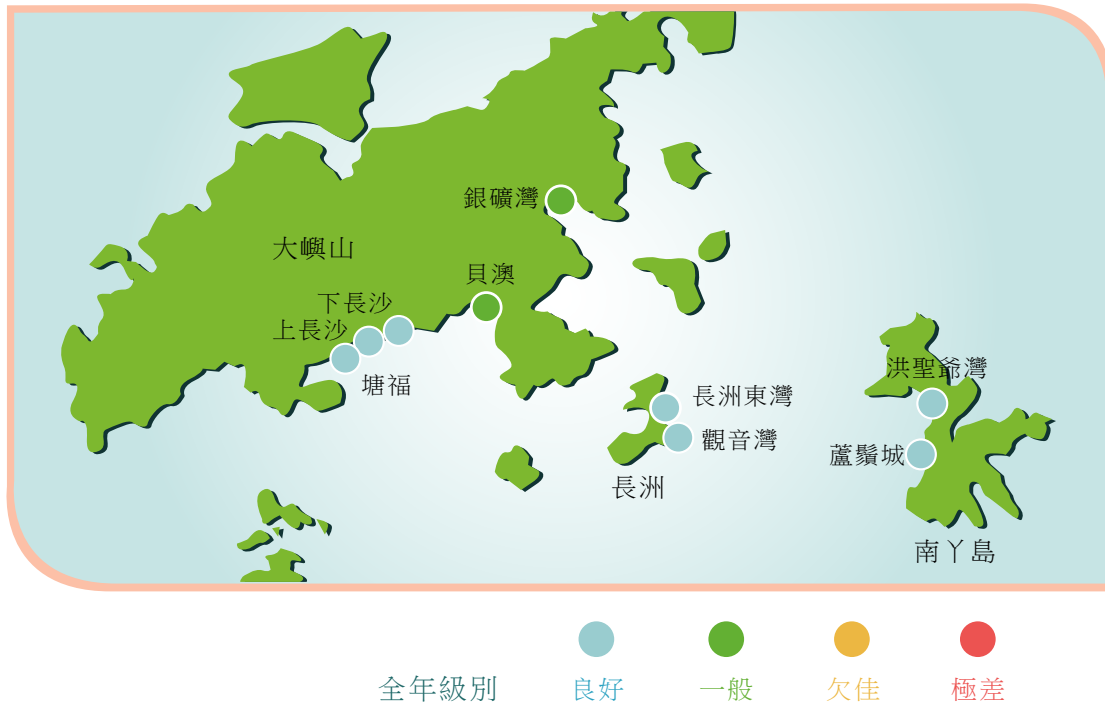 銀礦灣
大嶼山
貝澳
下長沙
上長沙
塘福
長洲東灣
觀音灣
長洲
洪聖爺灣
蘆鬚城
南丫島
全年級別
良好
一般
欠佳
極差